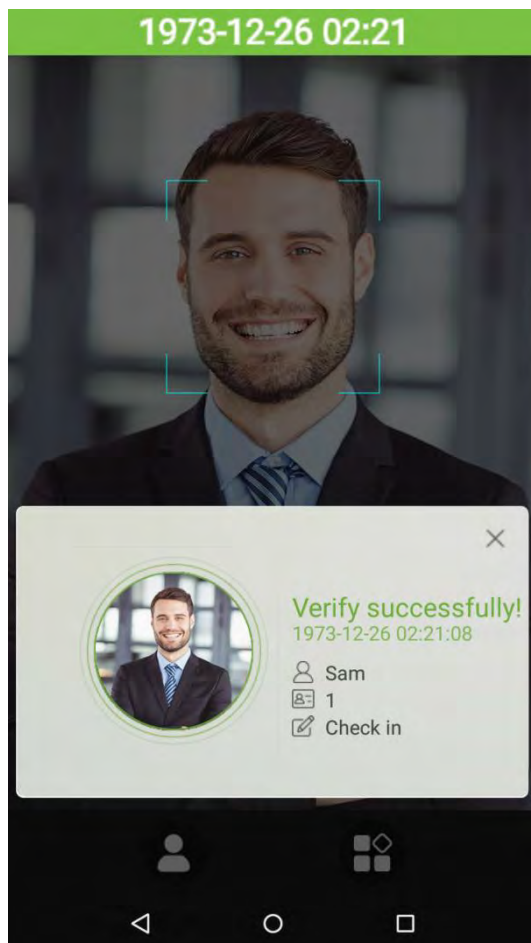 1973-12-26 02:21
Verify successfully!
1973-12-26 02:21:08
Sam
1
Check in